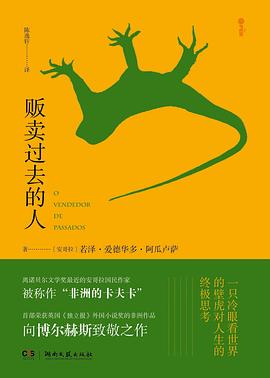 陈逸轩——译
贩卖过去的人
O
VENDEDOR
DE
PASSADOS
著————[安哥拉]若泽·爱德华多·阿瓜卢萨
离诺贝尔文学奖最近的安哥拉国民作家
被称作“非洲的卡夫卡”
首部荣获英国《独立报》外国小说奖的非洲作品
向博尔赫斯致敬之作
一只冷眼看世界
的壁虎对人生的
终极思考
湖南文艺出版社